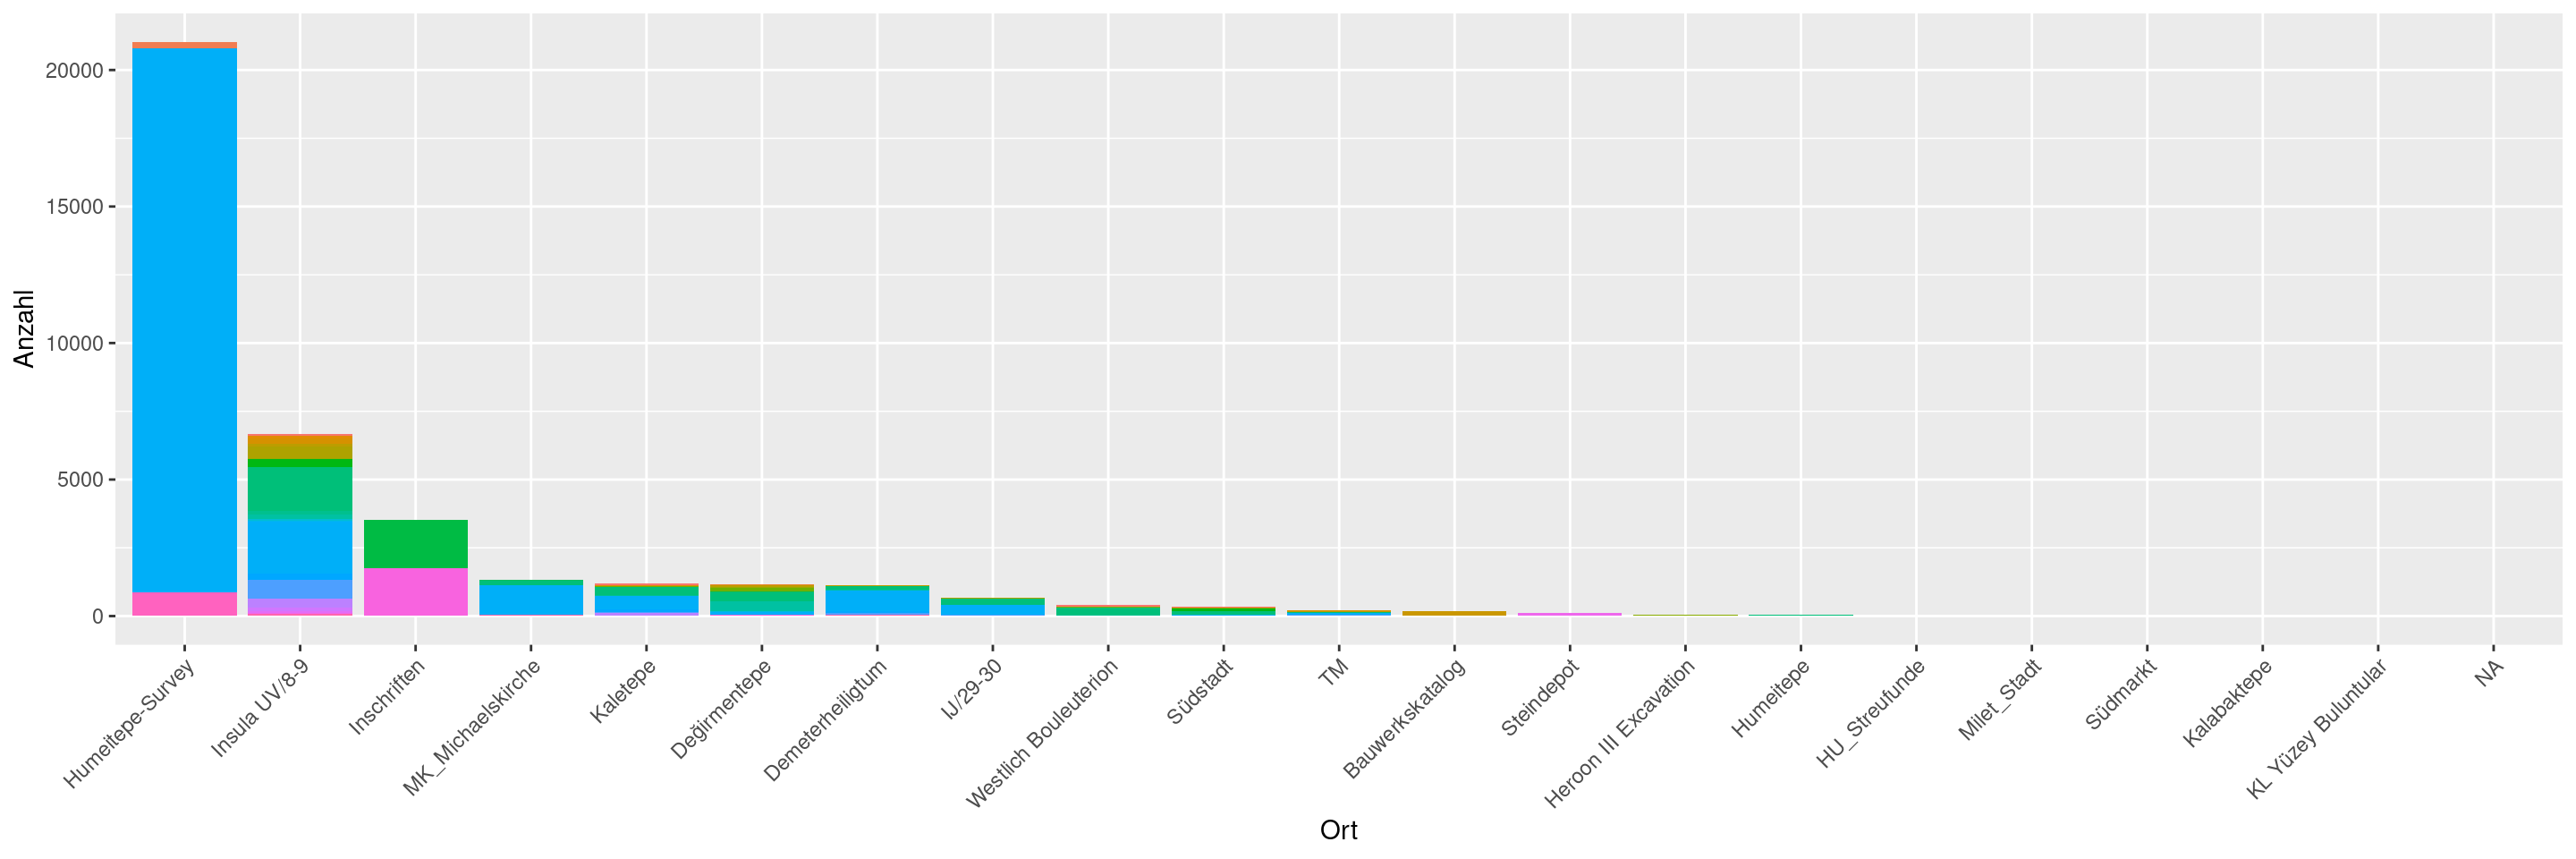 20000
15000
10000
5000
0
Anzahl
Humeitepe-Survey
Insula UV/8-9
Inschriften
MK_Michaelskirche
Kaletepe
Değirmentepe
Demeterheiligtum
IJ/29-30
Westlich Bouleuterion
Südstadt
TM
Bauwerkskatalog
Steindepot
Heroon III Excavation
Humeitepe
HU_Streufunde
Milet_Stadt
Südmarkt
Kalabaktepe
KL Yüzey Buluntular
NA
Ort